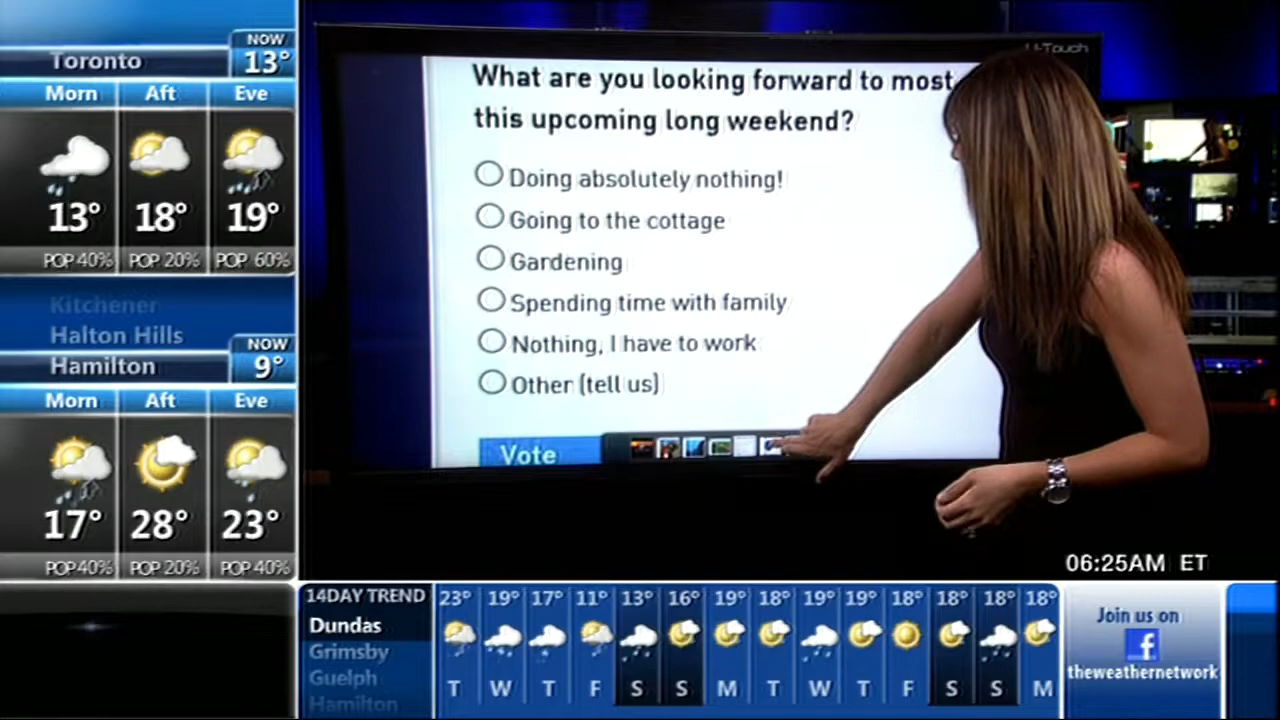 Toronto
NOW
13°
Morn Aft Eve
13° 18° 19°
POP 40% POP 20% POP 60%
Kitchener
Halton Hills
Hamilton
NOW
9°
Morn Aft Eve
17° 28° 23°
POP 40% POP 20% POP 40%
U-Touch
What are you looking forward to most
this upcoming long weekend?
Doing absolutely nothing!
Going to the cottage
Gardening
Spending time with family
Nothing, I have to work
Other (tell us)
Vote
06:25AM ET
14DAY TREND
Dundas
Grimsby
Guelph
Hamilton
23° 19° 17° 11° 13° 16° 19° 18° 19° 19° 18° 18° 18° 18°
T W T F S S M T W T F S S M
Join us on
f
theweathernetwork